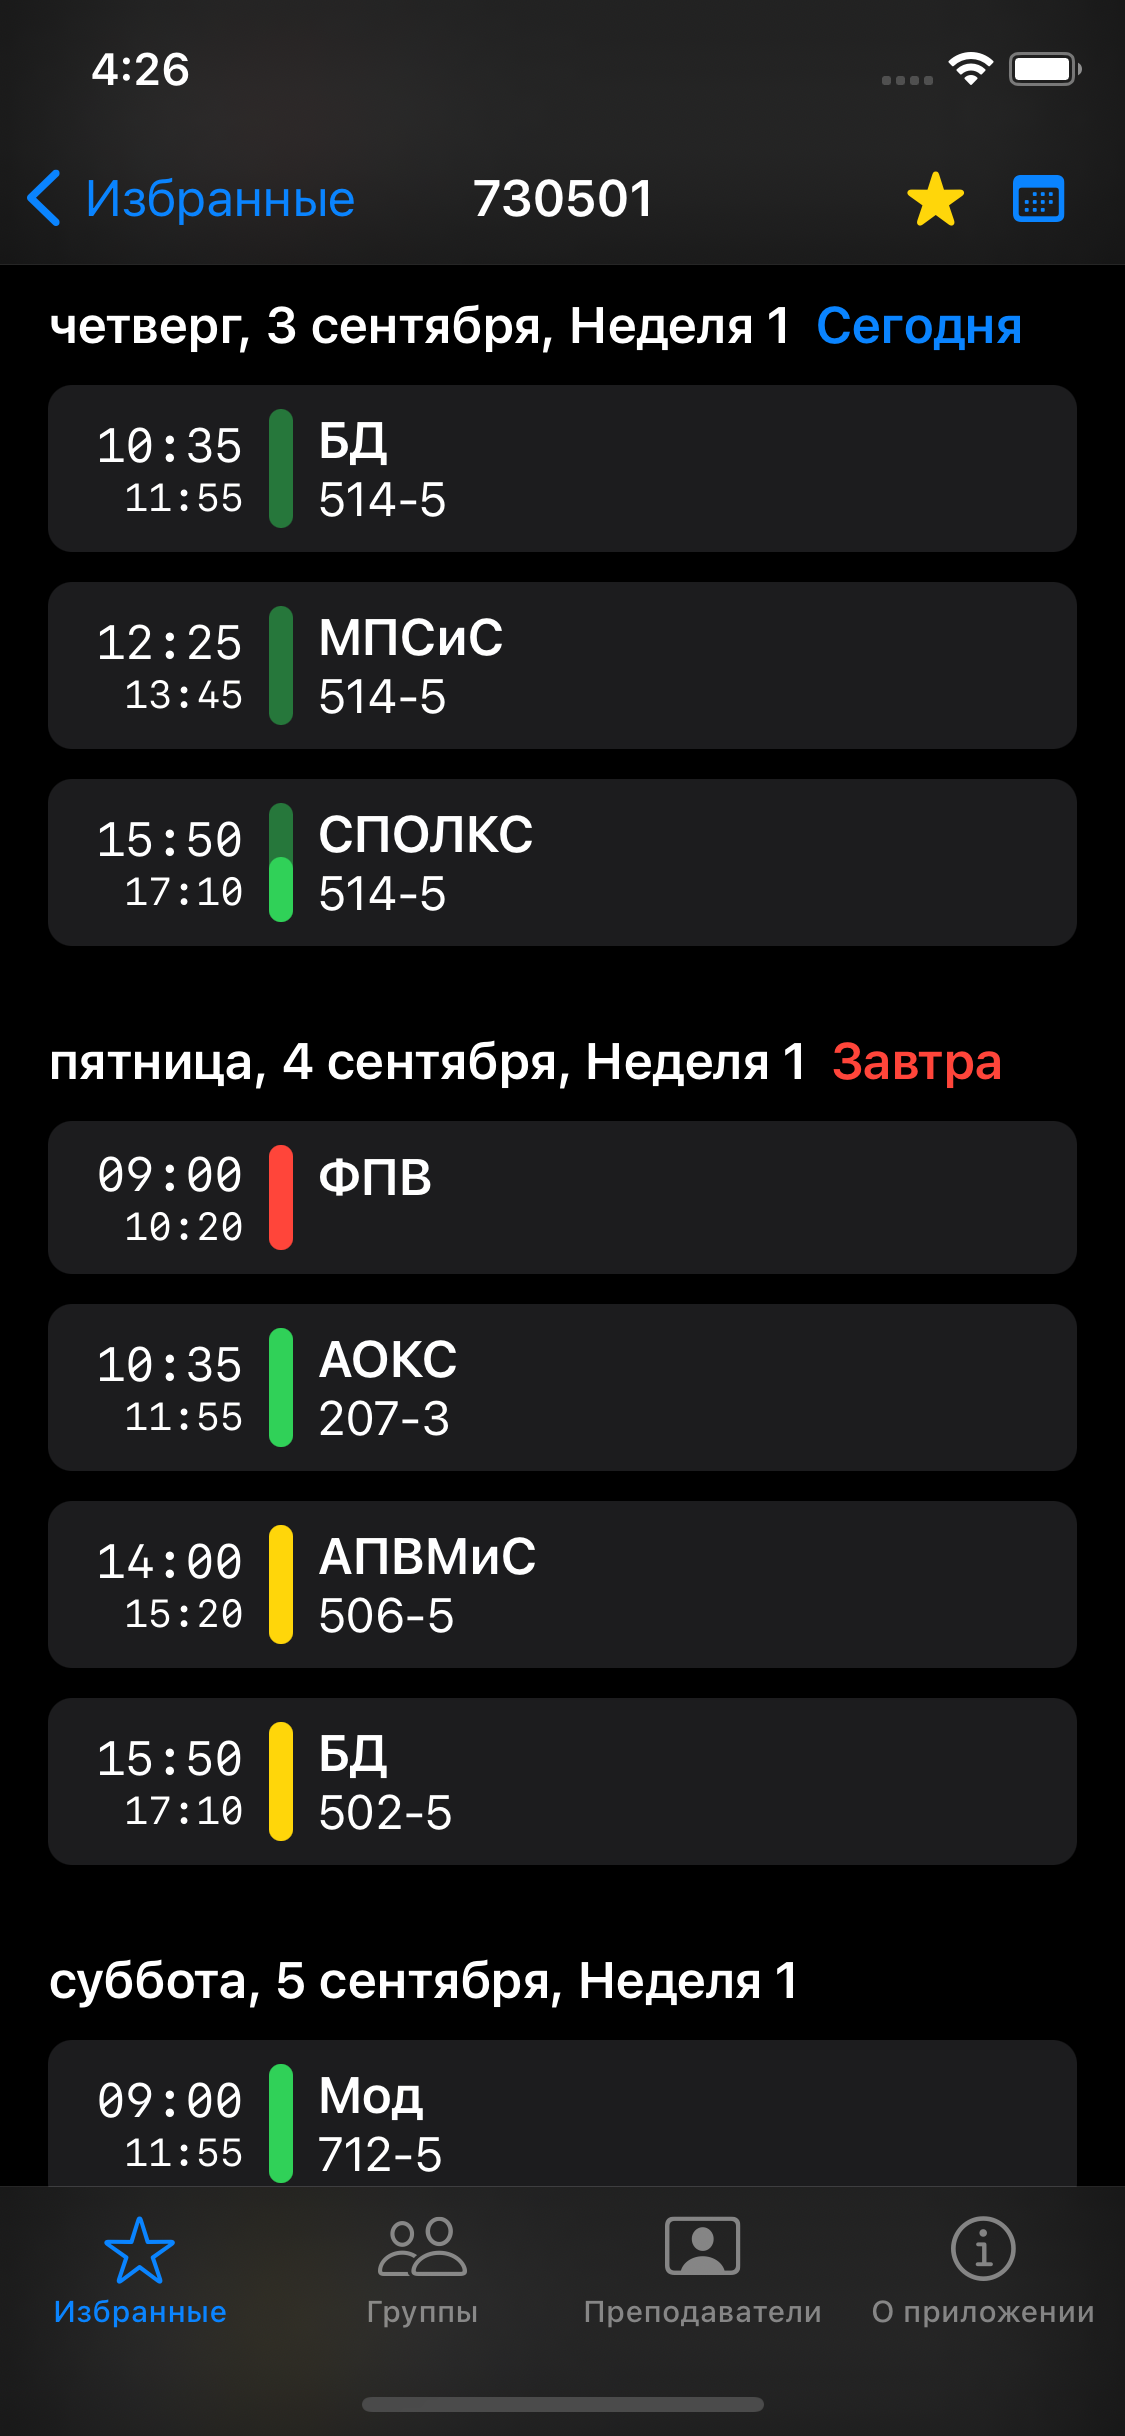 4:26
Избранные 730501
четверг, 3 сентября, Неделя 1 Сегодня
10:35 БД
11:55 514-5
12:25 МПСиС
13:45 514-5
15:50 СПОЛКС
17:10 514-5
пятница, 4 сентября, Неделя 1 Завтра
09:00 ФПВ
10:20
10:35 АОКС
11:55 207-3
14:00 АПВМиС
15:20 506-5
15:50 БД
17:10 502-5
суббота, 5 сентября, Неделя 1
09:00 Мод
11:55 712-5
Избранные Группы Преподаватели О приложении